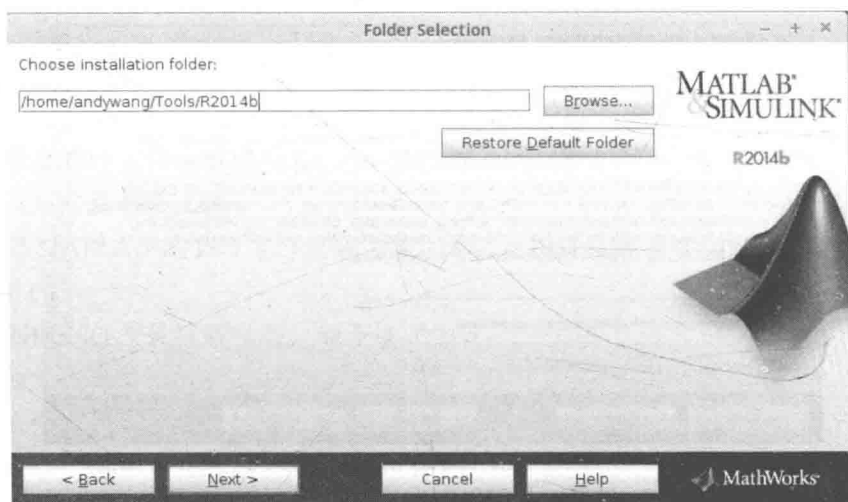 Folder Selection
Choose installation folder:
/home/andywang/Tools/R2014b
Browse...
Restore Default Folder
MATLAB®
&SIMULINK®
R2014b
< Back
Next >
Cancel
Help
MathWorks®